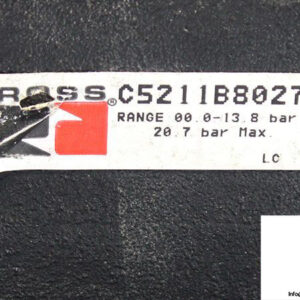 ROSS® C5211B8027
RANGE 00.0-13.8 bar
20.7 bar Max.
LC